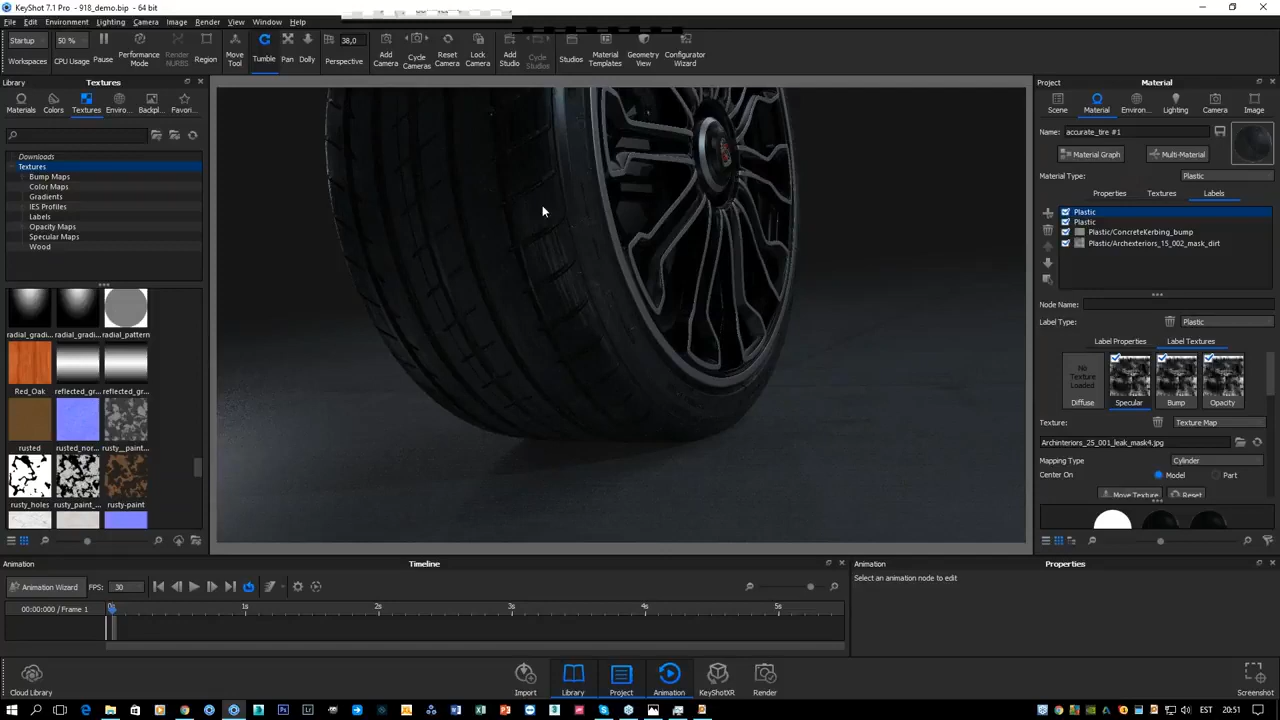 KeyShot 7.1 Pro - 918_demo.bip - 64 bit
File Edit Environment Lighting Camera Image Render View Window Help
Startup 50 % 38,0
Workspaces CPU Usage Pause Performance Mode Render NURBS Region Move Tool Tumble Pan Dolly Perspective Add Camera Cycle Cameras Reset Camera Lock Camera Add Studio Cycle Studios Studios Material Templates Geometry View Configurator Wizard
Library Textures
Materials Colors Textures Enviro... Backpl... Favori...
Downloads
Textures
Bump Maps
Color Maps
Gradients
IES Profiles
Labels
Opacity Maps
Specular Maps
Wood
radial_gradi... radial_gradi... radial_pattern
Red_Oak reflected_gr... reflected_gr...
rusted rusted_nor... rusty__paint...
rusty_holes rusty_paint_... rusty-paint
Project Material
Scene Material Environ... Lighting Camera Image
Name: accurate_tire #1
Material Graph Multi-Material
Material Type: Plastic
Properties Textures Labels
Plastic
Plastic
Plastic/ConcreteKerbing_bump
Plastic/Archexteriors_15_002_mask_dirt
Node Name:
Label Type: Plastic
Label Properties Label Textures
No Texture Loaded
Diffuse Specular Bump Opacity
Texture: Texture Map
Archinteriors_25_001_leak_mask4.jpg
Mapping Type Cylinder
Center On Model Part
Move Texture Reset
Animation Timeline
Animation Wizard FPS: 30
00:00:000 / Frame 1 0s 1s 2s 3s 4s 5s
Animation Properties
Select an animation node to edit
Cloud Library Import Library Project Animation KeyShotXR Render Screenshot
EST 20:51